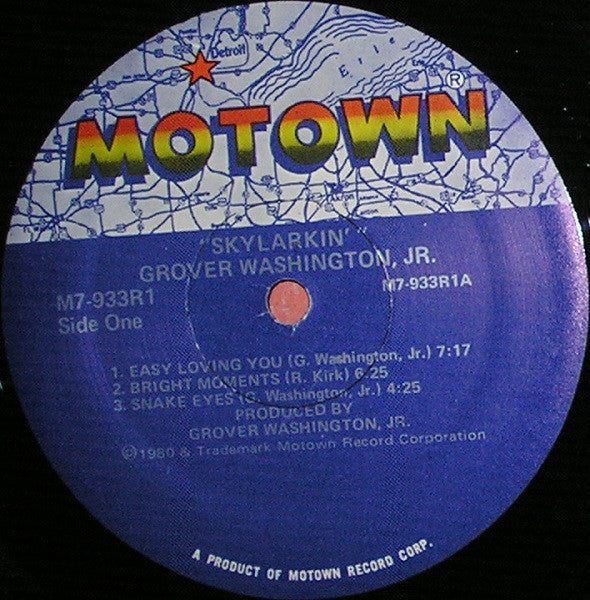 Detroit
Erie
MOTOWN®
"SKYLARKIN'"
GROVER WASHINGTON, JR.
M7-933R1
M7-933R1A
Side One
1. EASY LOVING YOU (G. Washington, Jr.) 7:17
2. BRIGHT MOMENTS (R. Kirk) 6:25
3. SNAKE EYES (G. Washington, Jr.) 4:25
PRODUCED BY
GROVER WASHINGTON, JR.
℗1980 & Trademark Motown Record Corporation
A PRODUCT OF MOTOWN RECORD CORP.